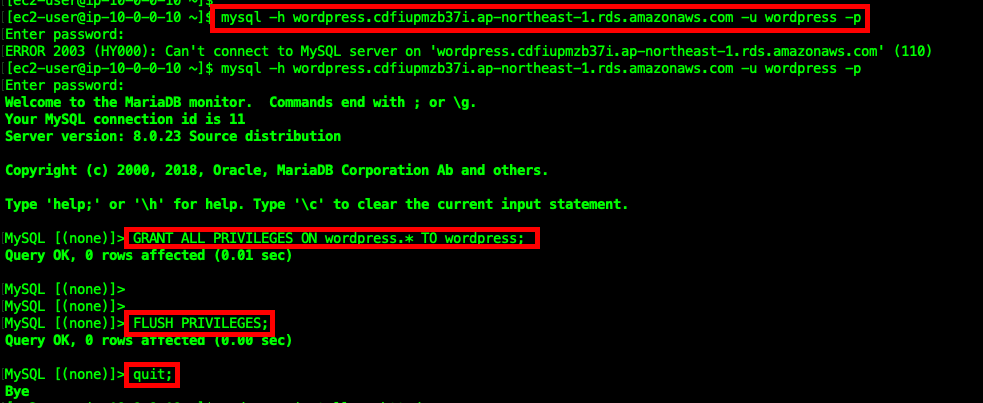 [ec2-user@ip-10-0-0-10 ~]$
[ec2-user@ip-10-0-0-10 ~]$ mysql -h wordpress.cdfiupmzb37i.ap-northeast-1.rds.amazonaws.com -u wordpress -p
Enter password:
ERROR 2003 (HY000): Can't connect to MySQL server on 'wordpress.cdfiupmzb37i.ap-northeast-1.rds.amazonaws.com' (110)
[ec2-user@ip-10-0-0-10 ~]$ mysql -h wordpress.cdfiupmzb37i.ap-northeast-1.rds.amazonaws.com -u wordpress -p
Enter password:
Welcome to the MariaDB monitor.  Commands end with ; or \g.
Your MySQL connection id is 11
Server version: 8.0.23 Source distribution
Copyright (c) 2000, 2018, Oracle, MariaDB Corporation Ab and others.
Type 'help;' or '\h' for help. Type '\c' to clear the current input statement.
MySQL [(none)]> GRANT ALL PRIVILEGES ON wordpress.* TO wordpress;
Query OK, 0 rows affected (0.01 sec)
MySQL [(none)]>
MySQL [(none)]>
MySQL [(none)]> FLUSH PRIVILEGES;
Query OK, 0 rows affected (0.00 sec)
MySQL [(none)]> quit;
Bye